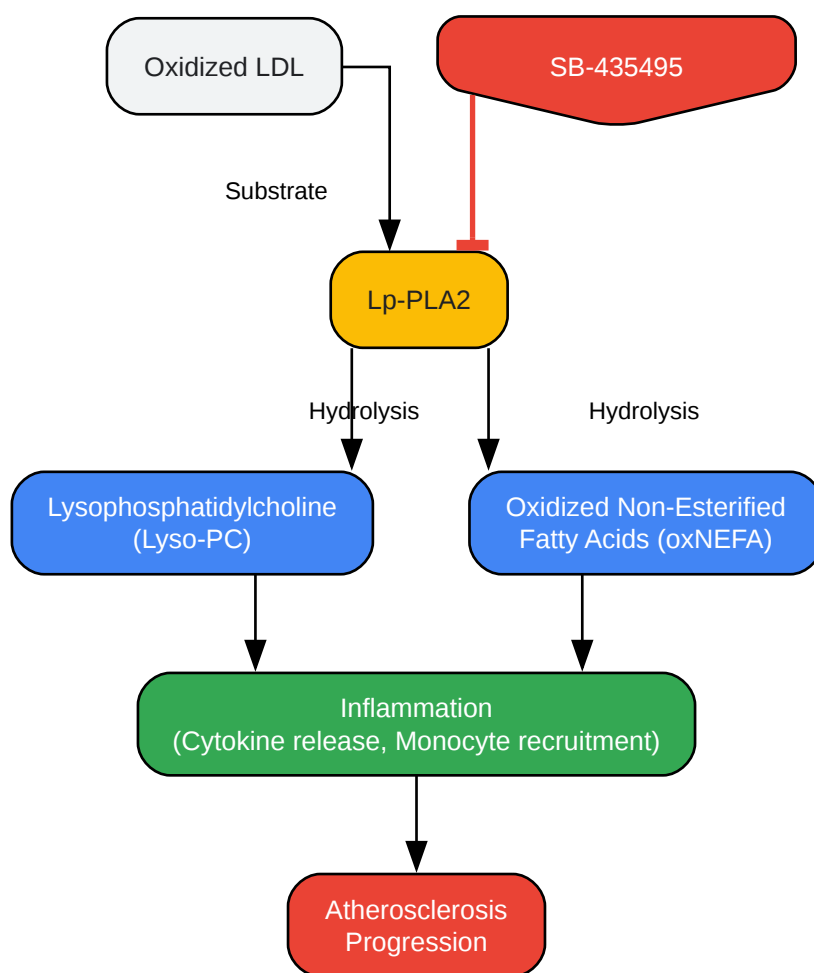 Oxidized LDL
SB-435495
Substrate
Lp-PLA2
Hydrolysis
Hydrolysis
Lysophosphatidylcholine
(Lyso-PC)
Oxidized Non-Esterified
Fatty Acids (oxNEFA)
Inflammation
(Cytokine release, Monocyte recruitment)
Atherosclerosis
Progression